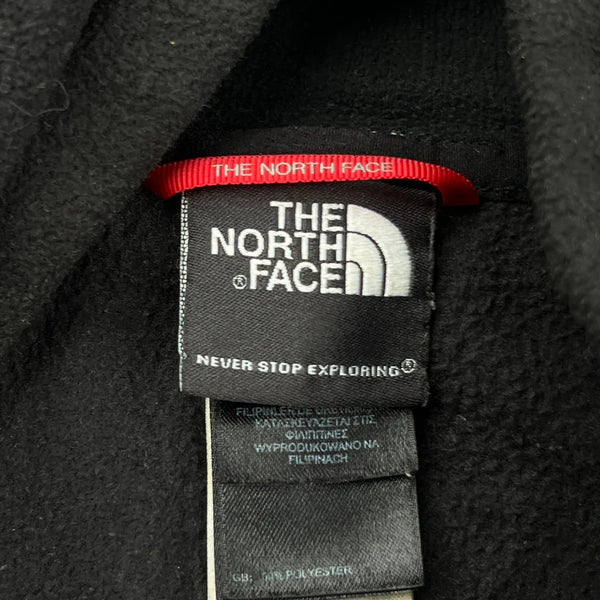 THE NORTH FACE
THE
NORTH
FACE
®
NEVER STOP EXPLORING®
ΚΑΤΑΣΚΕΥΑΖΕΤΑΙ ΣΤΙΣ
ΦΙΛΙΠΠΙΝΕΣ
WYPRODUKOWANO NA
FILIPINACH
GB: POLYESTER